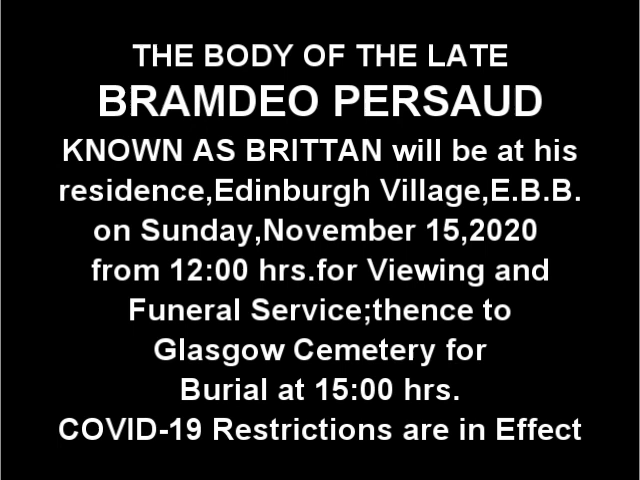 THE BODY OF THE LATE
BRAMDEO PERSAUD
KNOWN AS BRITTAN will be at his
residence,Edinburgh Village,E.B.B.
on Sunday,November 15,2020
from 12:00 hrs.for Viewing and
Funeral Service;thence to
Glasgow Cemetery for
Burial at 15:00 hrs.
COVID-19 Restrictions are in Effect